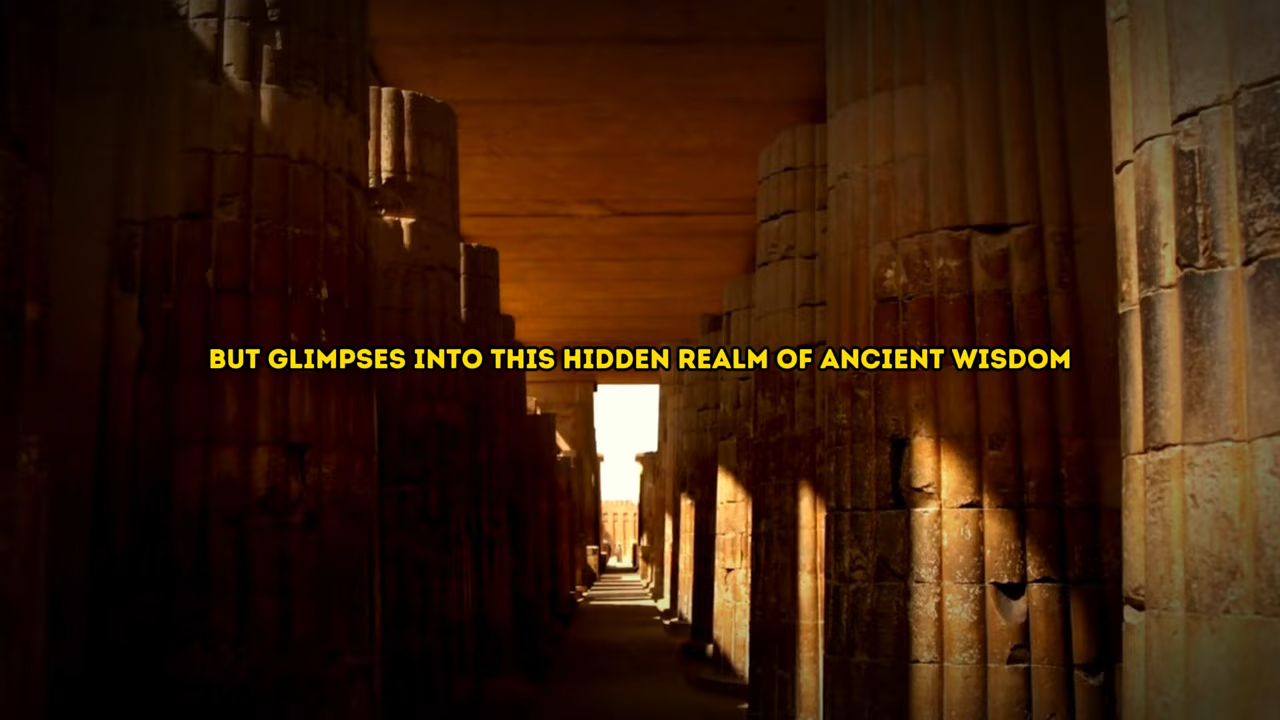 BUT GLIMPSES INTO THIS HIDDEN REALM OF ANCIENT WISDOM